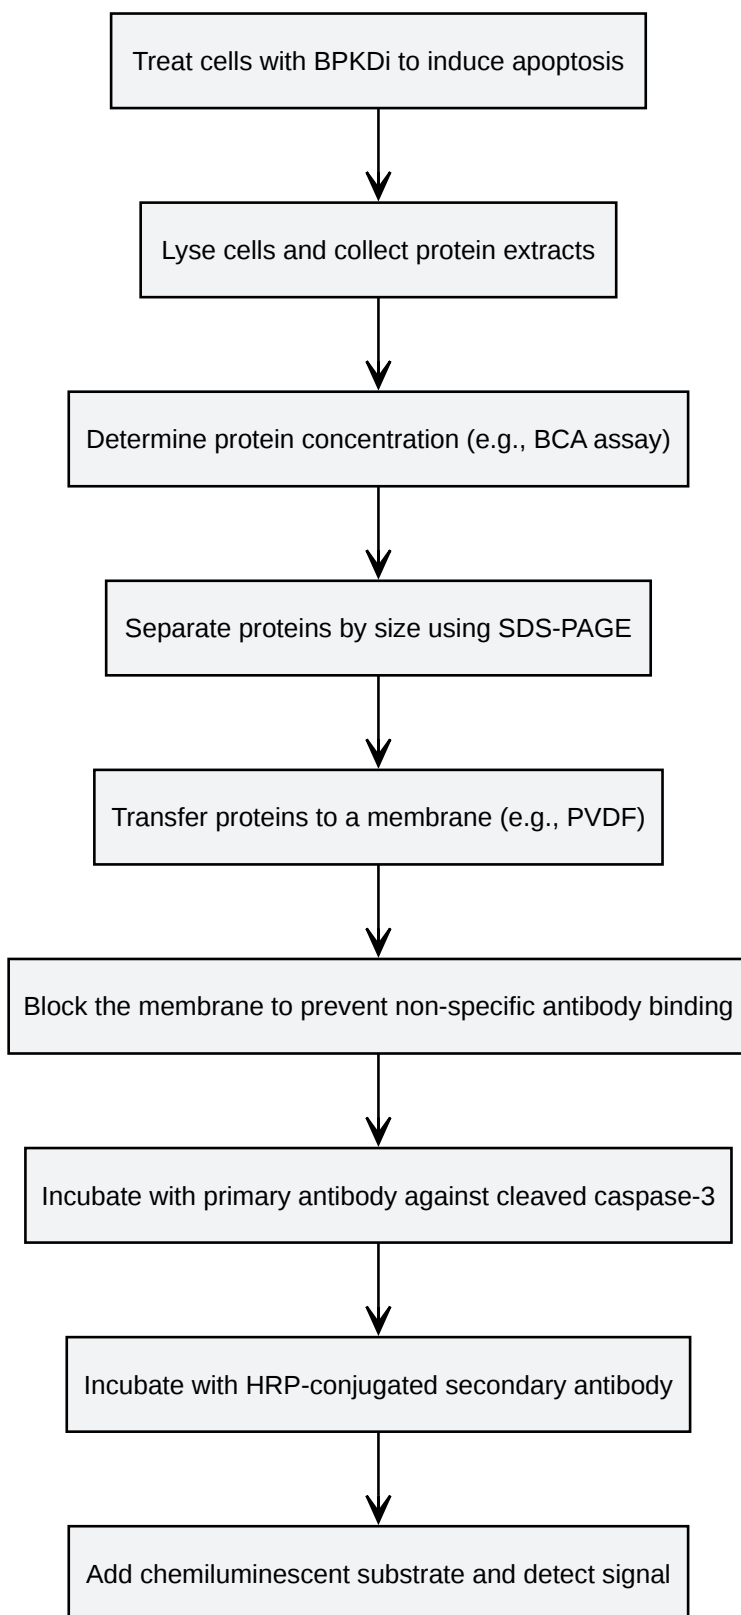 Treat cells with BPKDi to induce apoptosis
Lyse cells and collect protein extracts
Determine protein concentration (e.g., BCA assay)
Separate proteins by size using SDS-PAGE
Transfer proteins to a membrane (e.g., PVDF)
Block the membrane to prevent non-specific antibody binding
Incubate with primary antibody against cleaved caspase-3
Incubate with HRP-conjugated secondary antibody
Add chemiluminescent substrate and detect signal